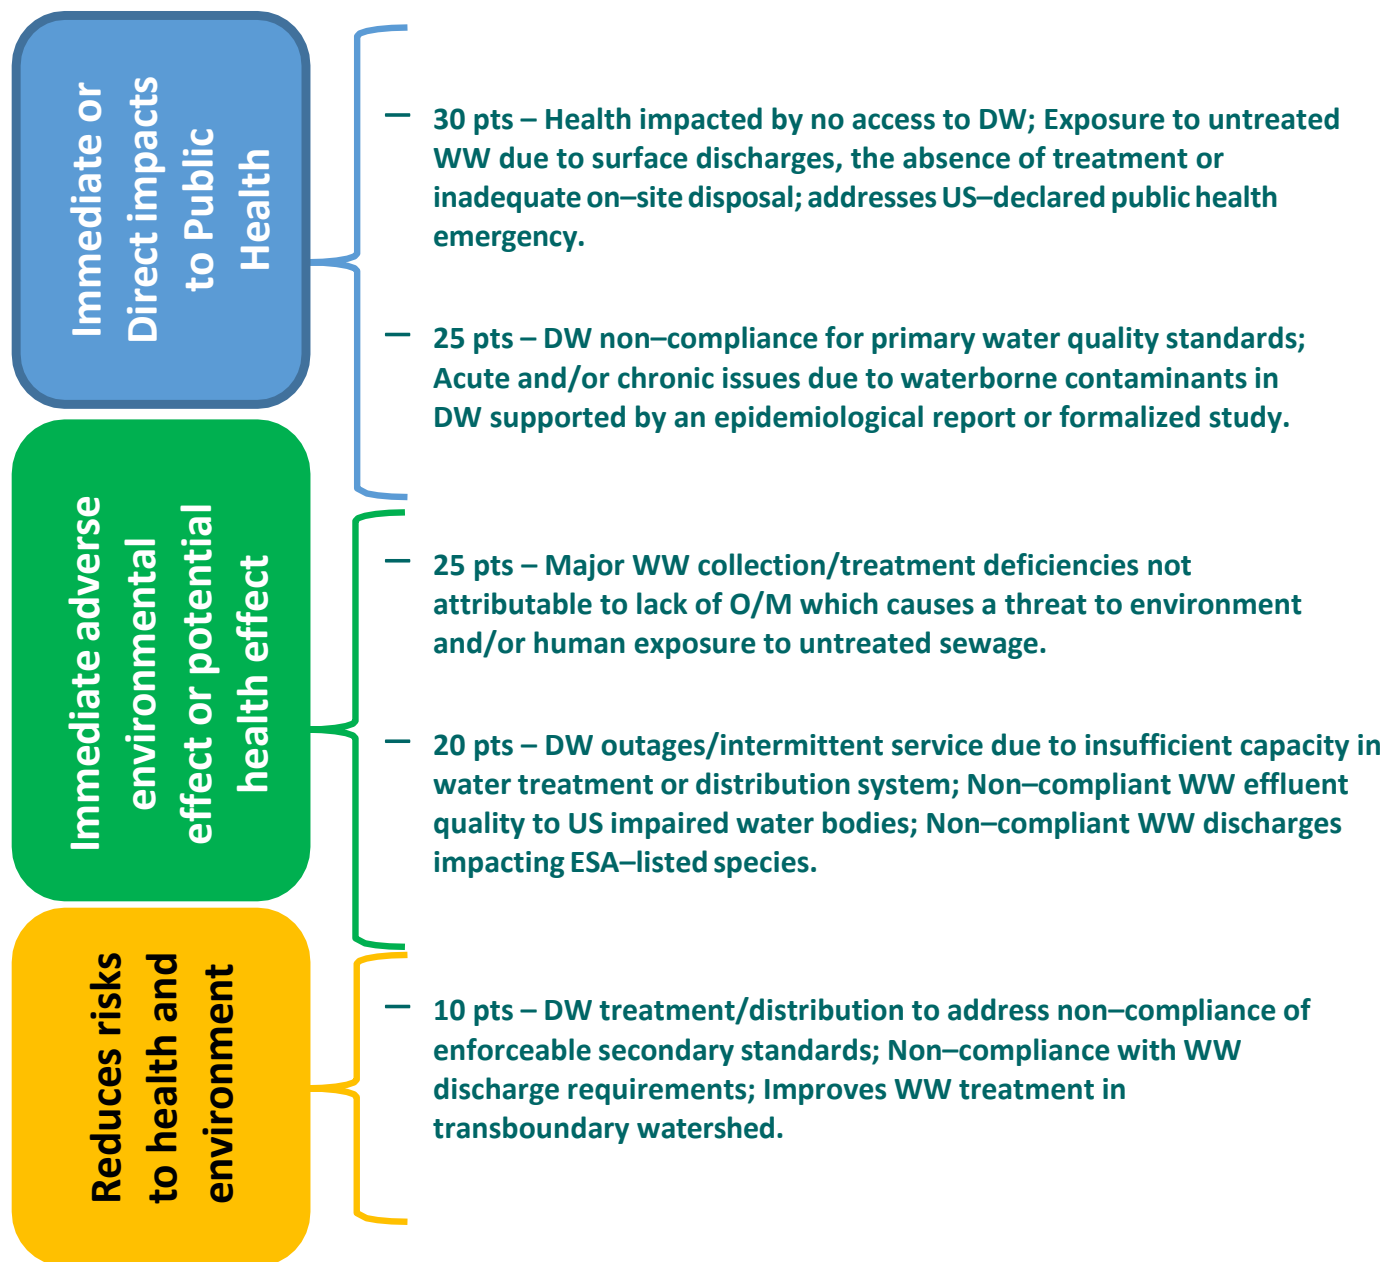 Immediate or
Direct impacts
to Public
Health
— 30 pts – Health impacted by no access to DW; Exposure to untreated
WW due to surface discharges, the absence of treatment or
inadequate on–site disposal; addresses US–declared public health
emergency.
— 25 pts – DW non–compliance for primary water quality standards;
Acute and/or chronic issues due to waterborne contaminants in
DW supported by an epidemiological report or formalized study.
Immediate adverse
environmental
effect or potential
health effect
— 25 pts – Major WW collection/treatment deficiencies not
attributable to lack of O/M which causes a threat to environment
and/or human exposure to untreated sewage.
— 20 pts – DW outages/intermittent service due to insufficient capacity in
water treatment or distribution system; Non–compliant WW effluent
quality to US impaired water bodies; Non–compliant WW discharges
impacting ESA–listed species.
Reduces risks
to health and
environment
— 10 pts – DW treatment/distribution to address non–compliance of
enforceable secondary standards; Non–compliance with WW
discharge requirements; Improves WW treatment in
transboundary watershed.